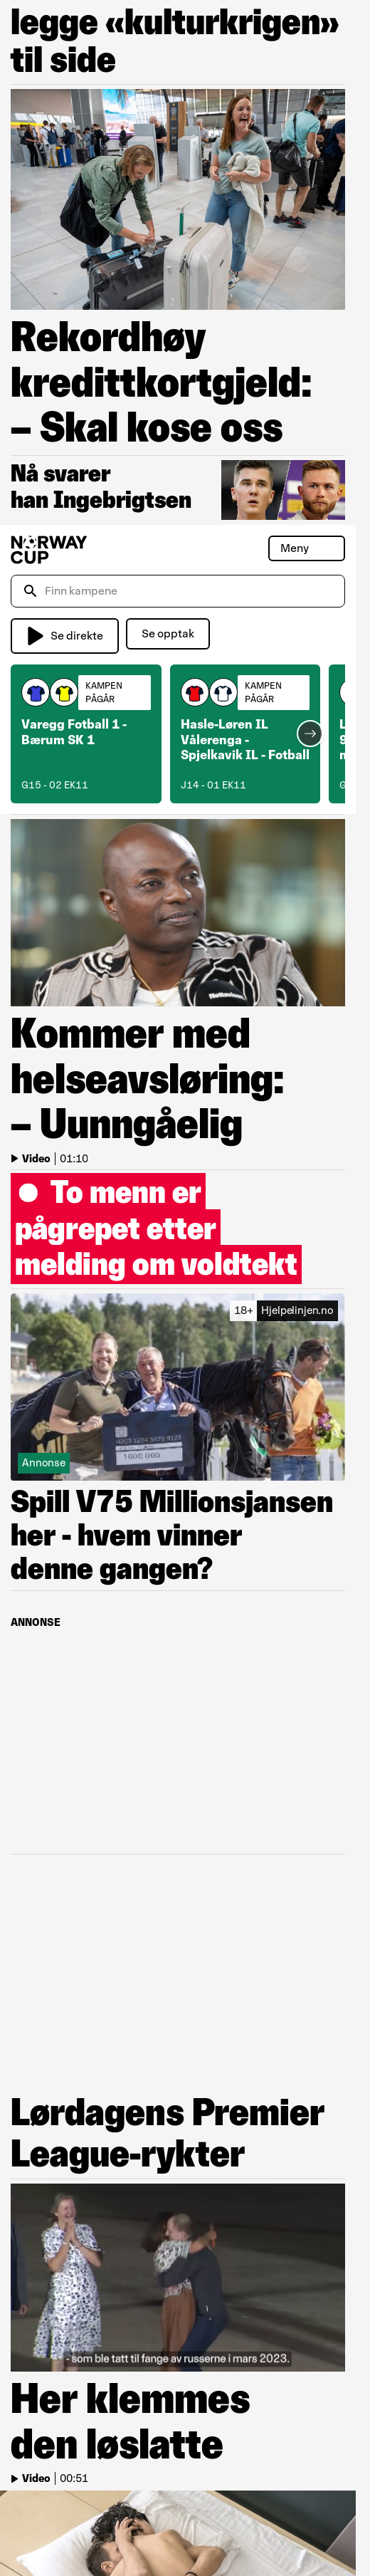 legge «kulturkrigen»
til side
Rekordhøy
kredittkortgjeld:
– Skal kose oss
Nå svarer
han Ingebrigtsen
NORWAY
CUP
Meny
Finn kampene
Se direkte
Se opptak
KAMPEN
PÅGÅR
Varegg Fotball 1 -
Bærum SK 1
G15 - 02 EK11
KAMPEN
PÅGÅR
Hasle-Løren IL
Vålerenga -
Spjelkavik IL - Fotball
J14 - 01 EK11
Kommer med
helseavsløring:
– Uunngåelig
Video | 01:10
To menn er
pågrepet etter
melding om voldtekt
18+ Hjelpelinjen.no
Annonse
Spill V75 Millionsjansen
her - hvem vinner
denne gangen?
ANNONSE
Lørdagens Premier
League-rykter
- som ble tatt til fange av russerne i mars 2023.
Her klemmes
den løslatte
Video | 00:51